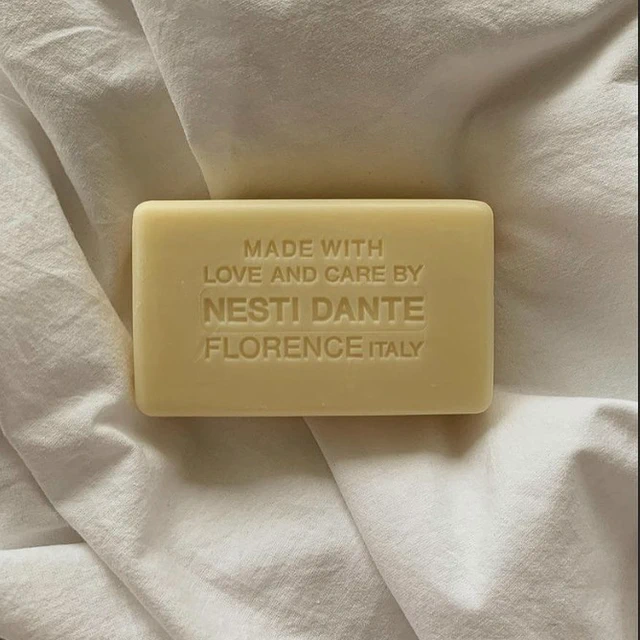 MADE WITH
LOVE AND CARE BY
NESTI DANTE
FLORENCE ITALY